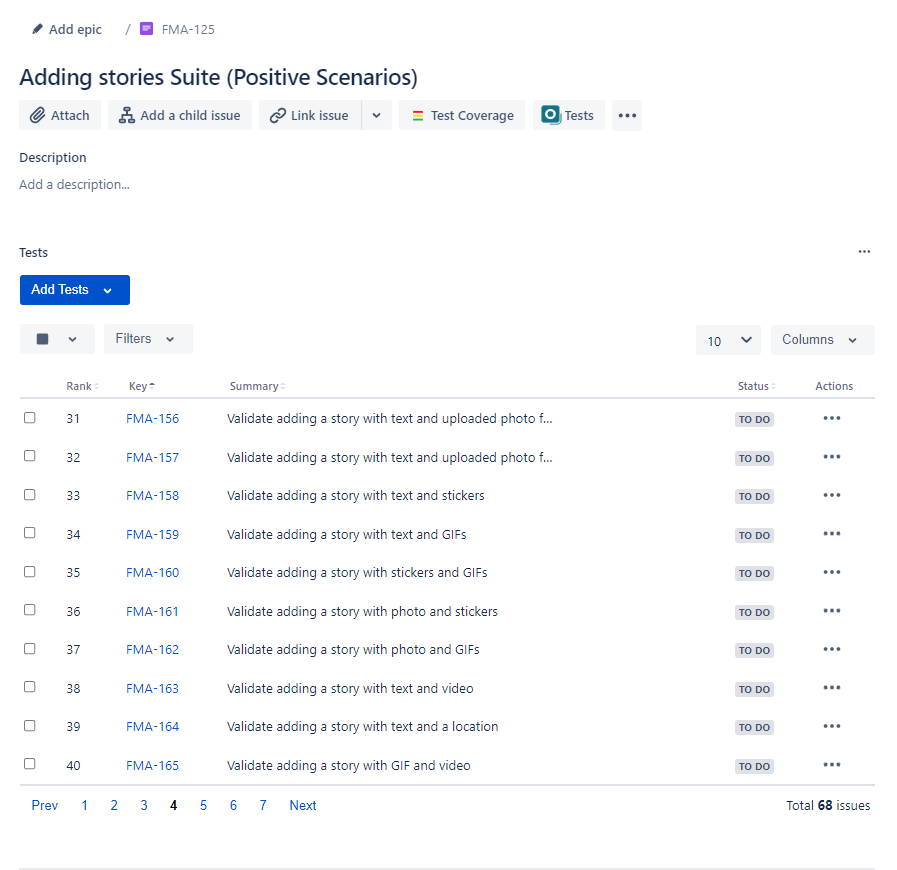 Add epic / FMA-125
Adding stories Suite (Positive Scenarios)
Attach Add a child issue Link issue Test Coverage Tests
Description
Add a description...
Tests
Add Tests
Filters 10 Columns
Rank Key Summary Status Actions
31 FMA-156 Validate adding a story with text and uploaded photo f... TO DO
32 FMA-157 Validate adding a story with text and uploaded photo f... TO DO
33 FMA-158 Validate adding a story with text and stickers TO DO
34 FMA-159 Validate adding a story with text and GIFs TO DO
35 FMA-160 Validate adding a story with stickers and GIFs TO DO
36 FMA-161 Validate adding a story with photo and stickers TO DO
37 FMA-162 Validate adding a story with photo and GIFs TO DO
38 FMA-163 Validate adding a story with text and video TO DO
39 FMA-164 Validate adding a story with text and a location TO DO
40 FMA-165 Validate adding a story with GIF and video TO DO
Prev 1 2 3 4 5 6 7 Next Total 68 issues